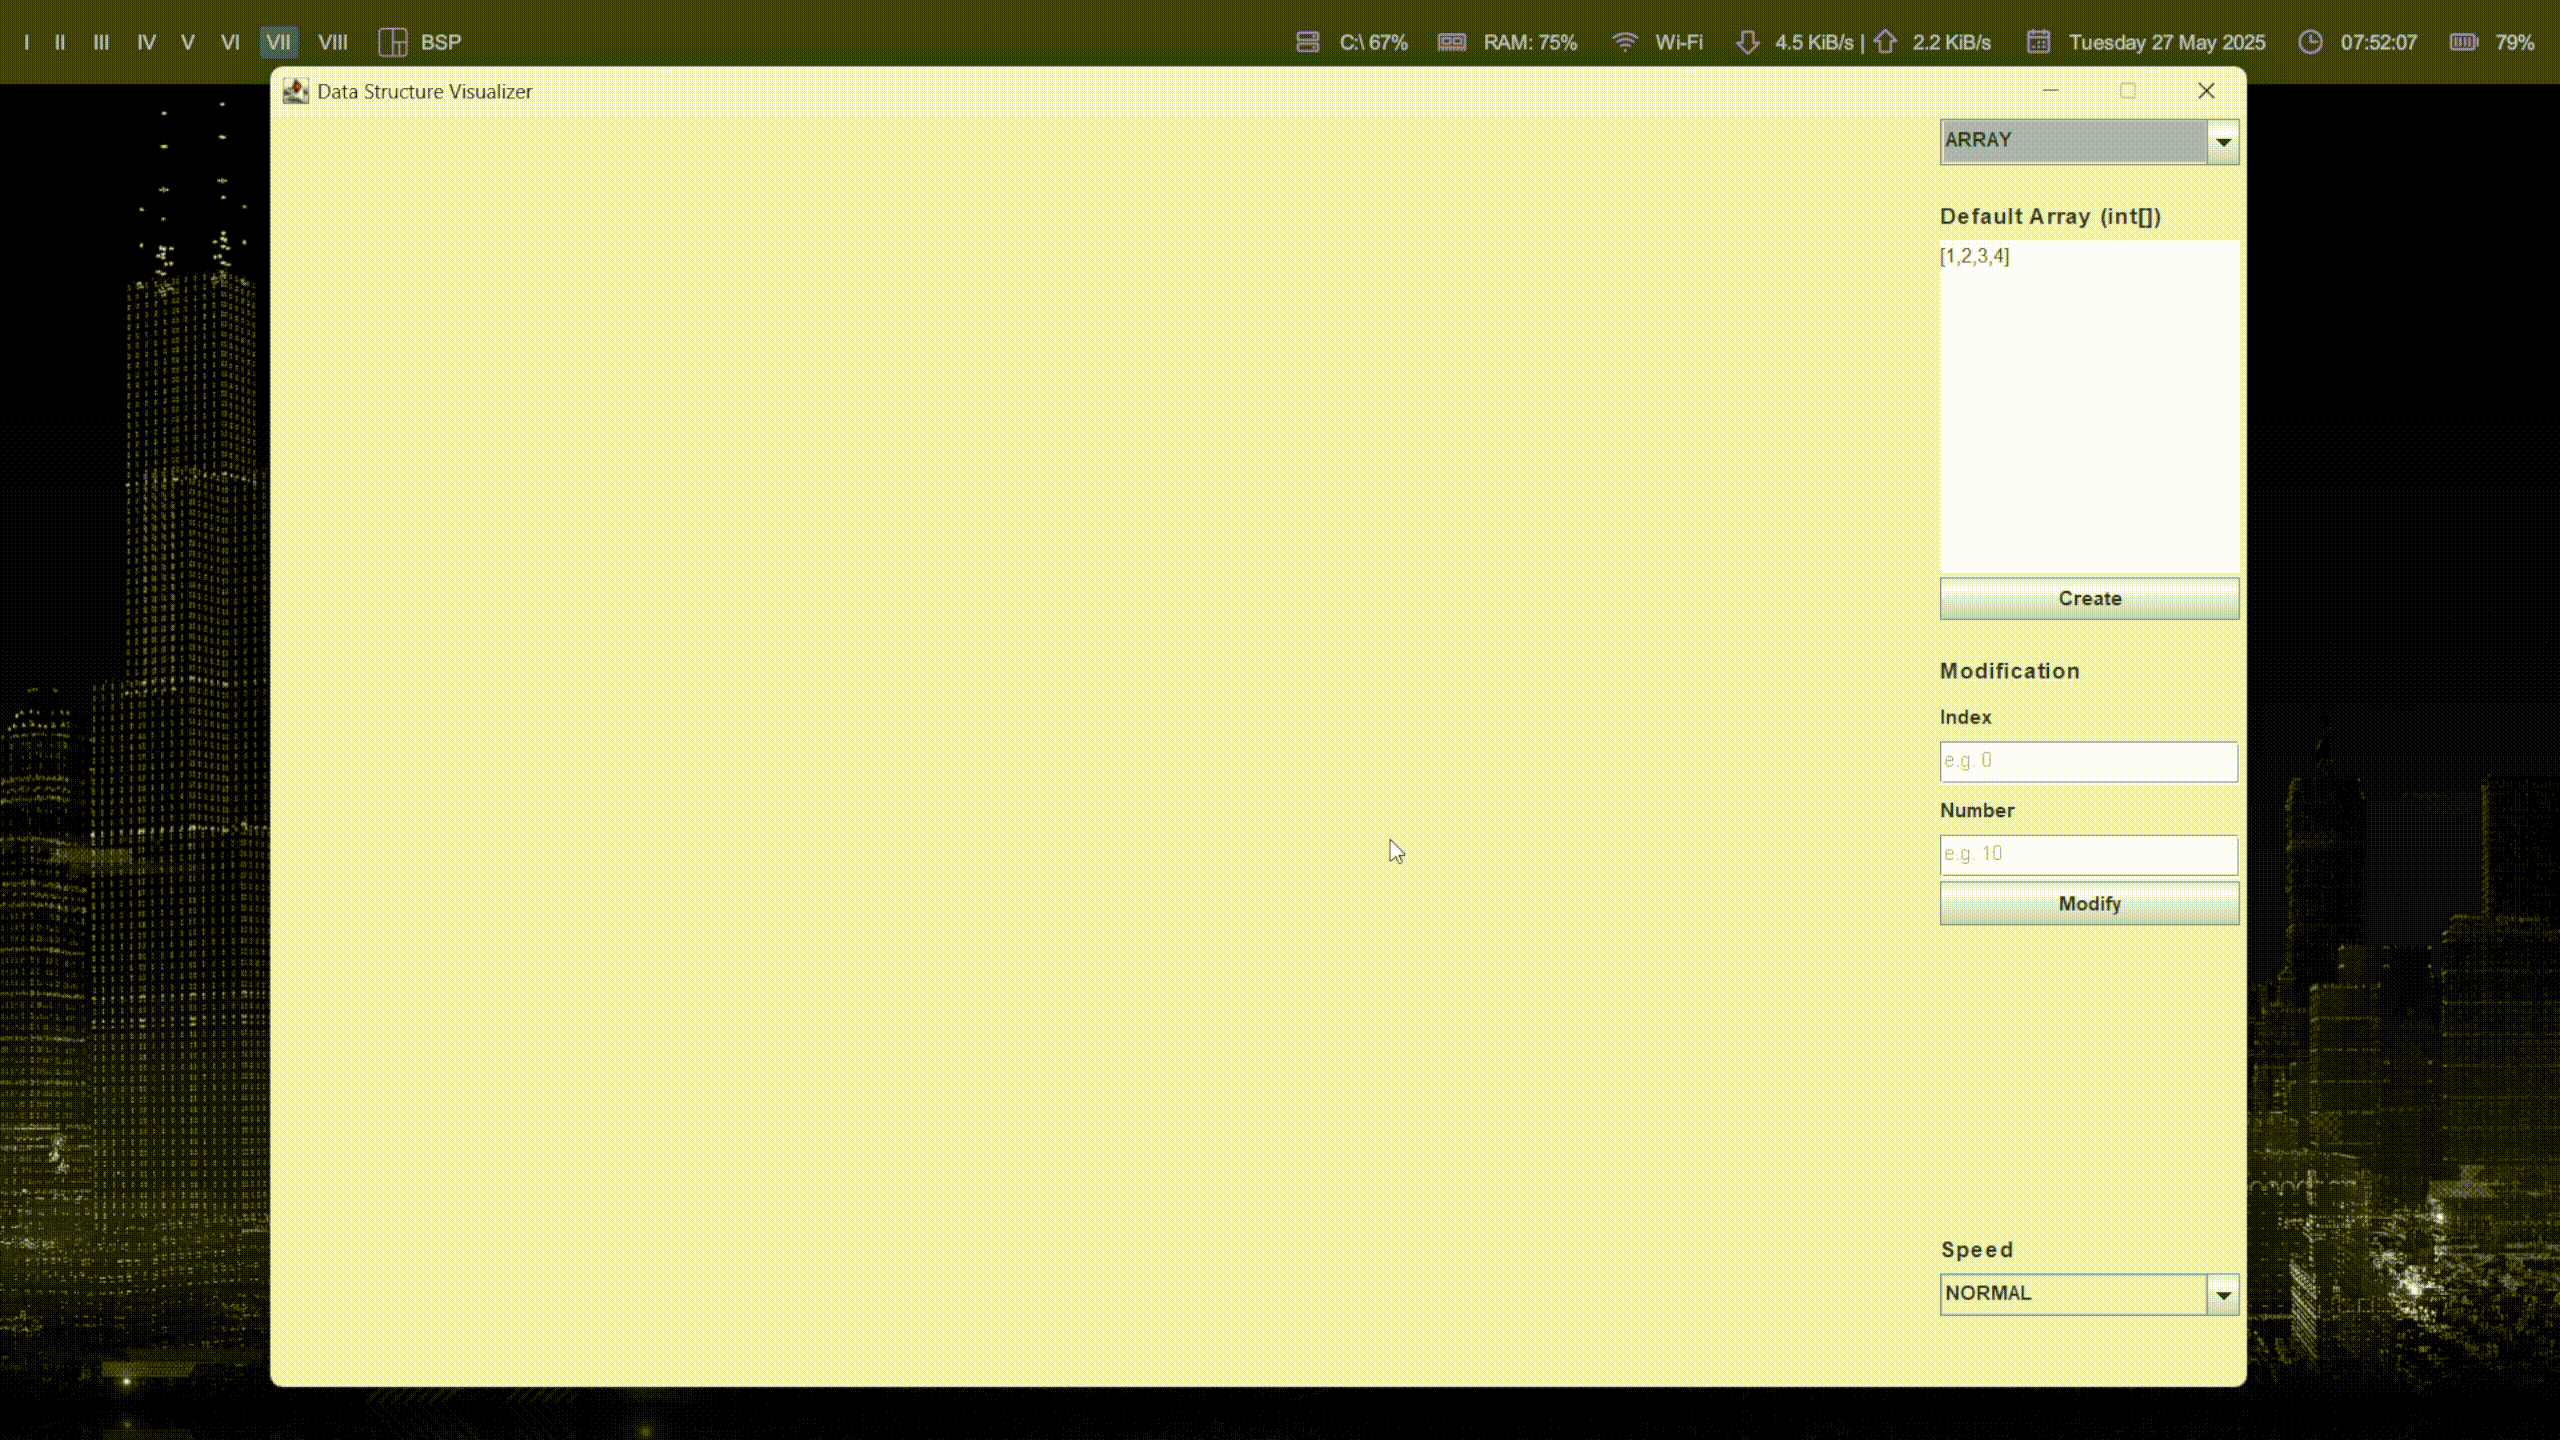 I II III IV V VI VII VIII BSP C:\ 67% RAM: 75% Wi-Fi 4.5 KiB/s | 2.2 KiB/s Tuesday 27 May 2025 07:52:07 79%
Data Structure Visualizer
ARRAY
Default Array (int[])
[1,2,3,4]
Create
Modification
Index
e.g. 0
Number
e.g. 10
Modify
Speed
NORMAL